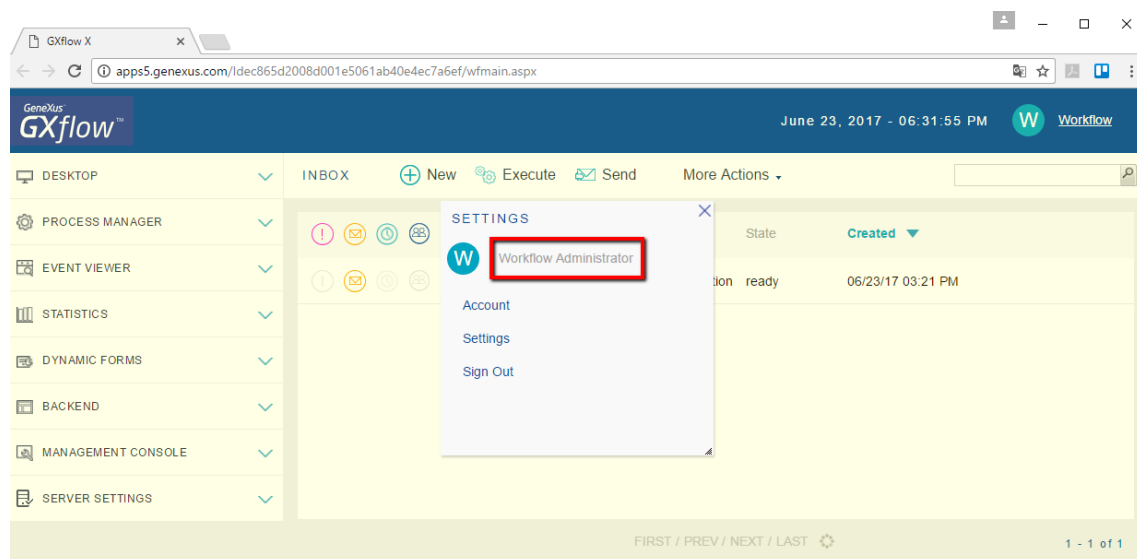 GXflow X
apps5.genexus.com/Idec865d2008d001e5061ab40e4ec7a6ef/wfmain.aspx
GeneXus
GXflow™
June 23, 2017 - 06:31:55 PM
W
Workflow
DESKTOP
PROCESS MANAGER
EVENT VIEWER
STATISTICS
DYNAMIC FORMS
BACKEND
MANAGEMENT CONSOLE
SERVER SETTINGS
INBOX New Execute Send More Actions
State Created
tion ready 06/23/17 03:21 PM
SETTINGS
W
Workflow Administrator
Account
Settings
Sign Out
FIRST / PREV / NEXT / LAST
1 - 1 of 1